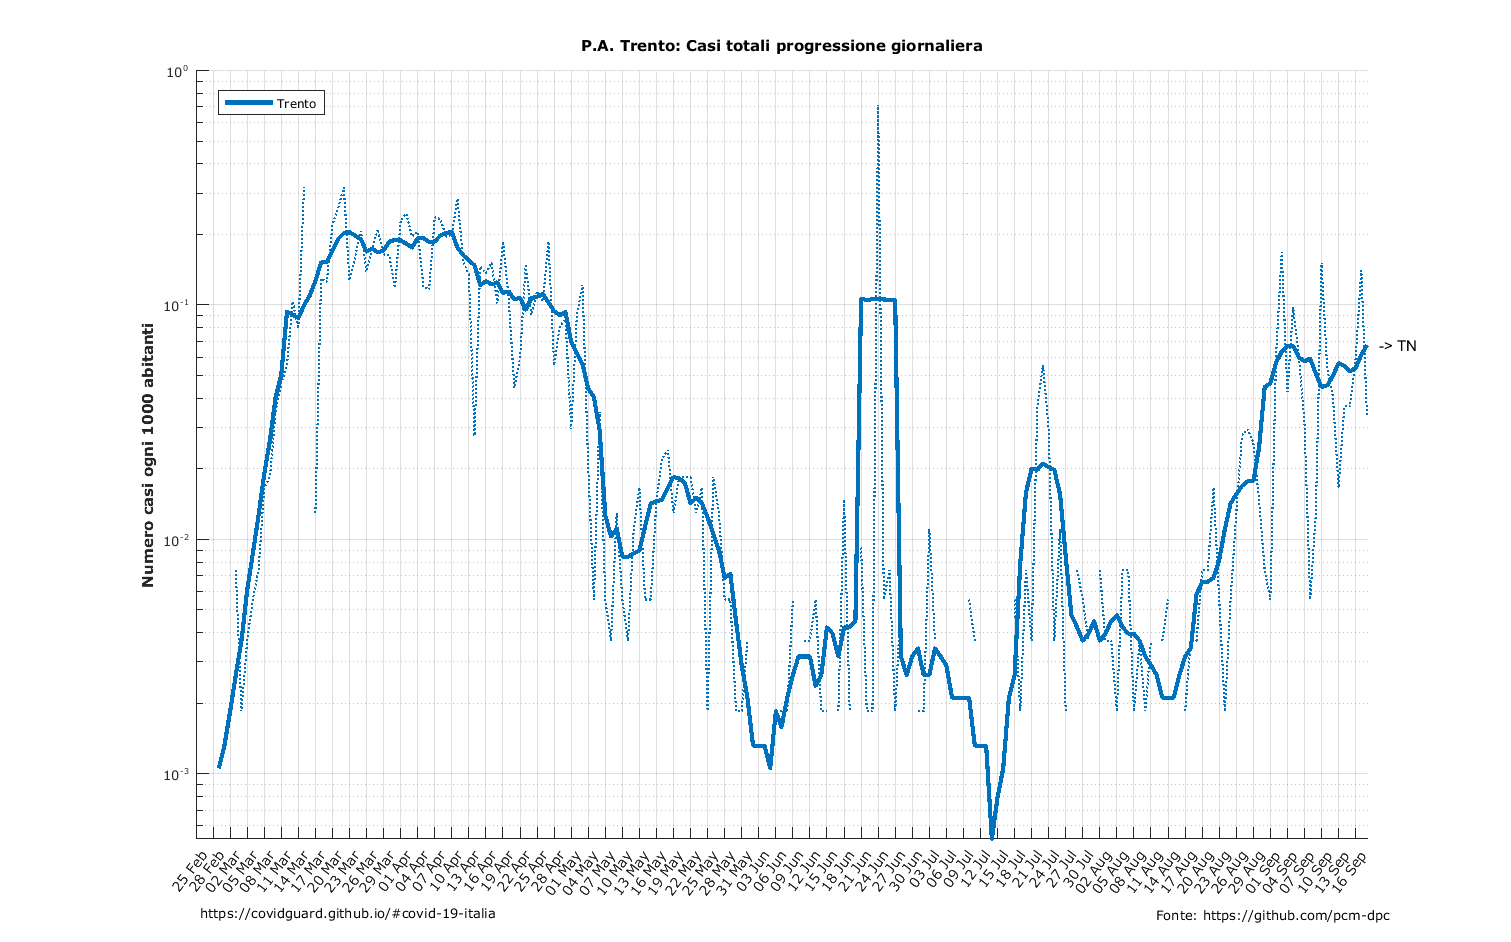 P.A. Trento: Casi totali progressione giornaliera
10^0
10^-1
10^-2
10^-3
Numero casi ogni 1000 abitanti
Trento
-> TN
25 Feb
28 Feb
02 Mar
05 Mar
08 Mar
11 Mar
14 Mar
17 Mar
20 Mar
23 Mar
26 Mar
29 Mar
01 Apr
04 Apr
07 Apr
10 Apr
13 Apr
16 Apr
19 Apr
22 Apr
25 Apr
28 Apr
01 May
04 May
07 May
10 May
13 May
16 May
19 May
22 May
25 May
28 May
31 May
03 Jun
06 Jun
09 Jun
12 Jun
15 Jun
18 Jun
21 Jun
24 Jun
27 Jun
30 Jun
03 Jul
06 Jul
09 Jul
12 Jul
15 Jul
18 Jul
21 Jul
24 Jul
27 Jul
30 Jul
02 Aug
05 Aug
08 Aug
11 Aug
14 Aug
17 Aug
20 Aug
23 Aug
26 Aug
29 Aug
01 Sep
04 Sep
07 Sep
10 Sep
13 Sep
16 Sep
https://covidguard.github.io/#covid-19-italia
Fonte: https://github.com/pcm-dpc